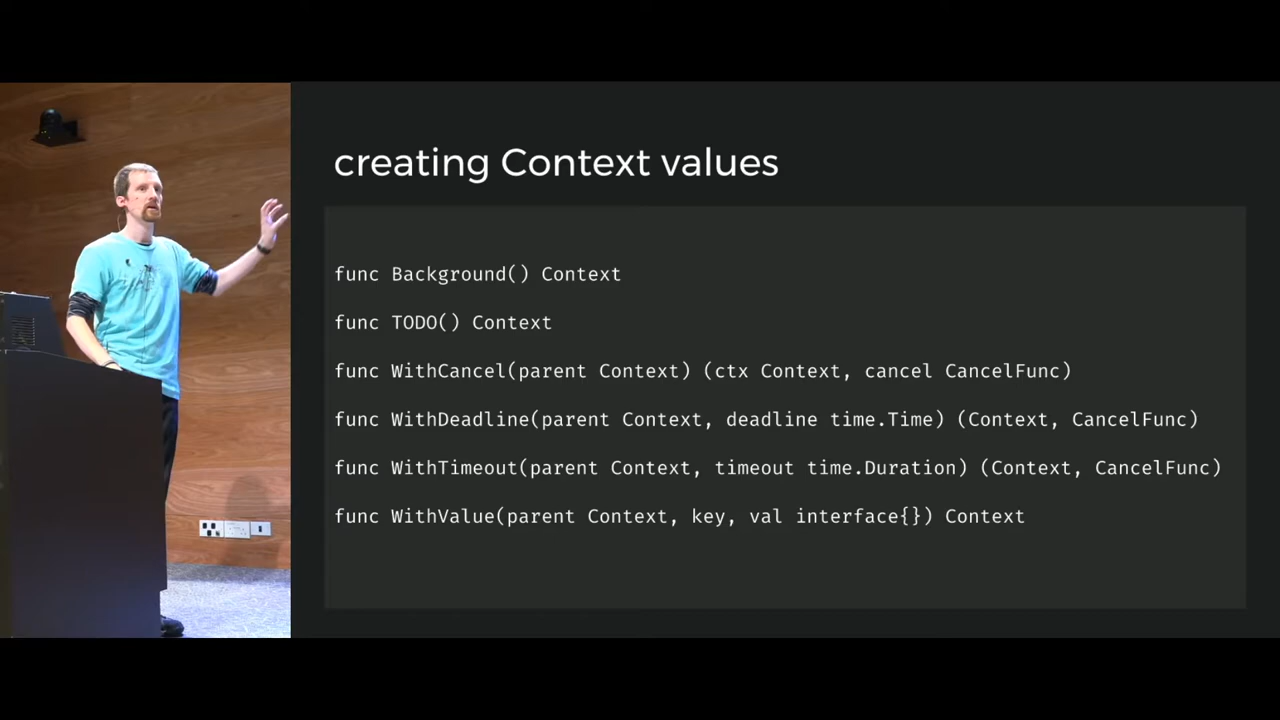 creating Context values
func Background() Context
func TODO() Context
func WithCancel(parent Context) (ctx Context, cancel CancelFunc)
func WithDeadline(parent Context, deadline time.Time) (Context, CancelFunc)
func WithTimeout(parent Context, timeout time.Duration) (Context, CancelFunc)
func WithValue(parent Context, key, val interface{}) Context